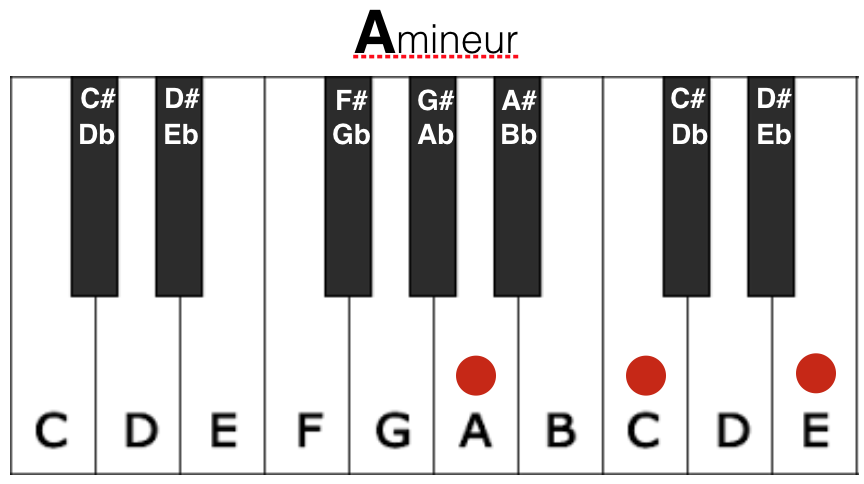 Amineur
C# D# F# G# A# C# D#
Db Eb Gb Ab Bb Db Eb
C D E F G A B C D E